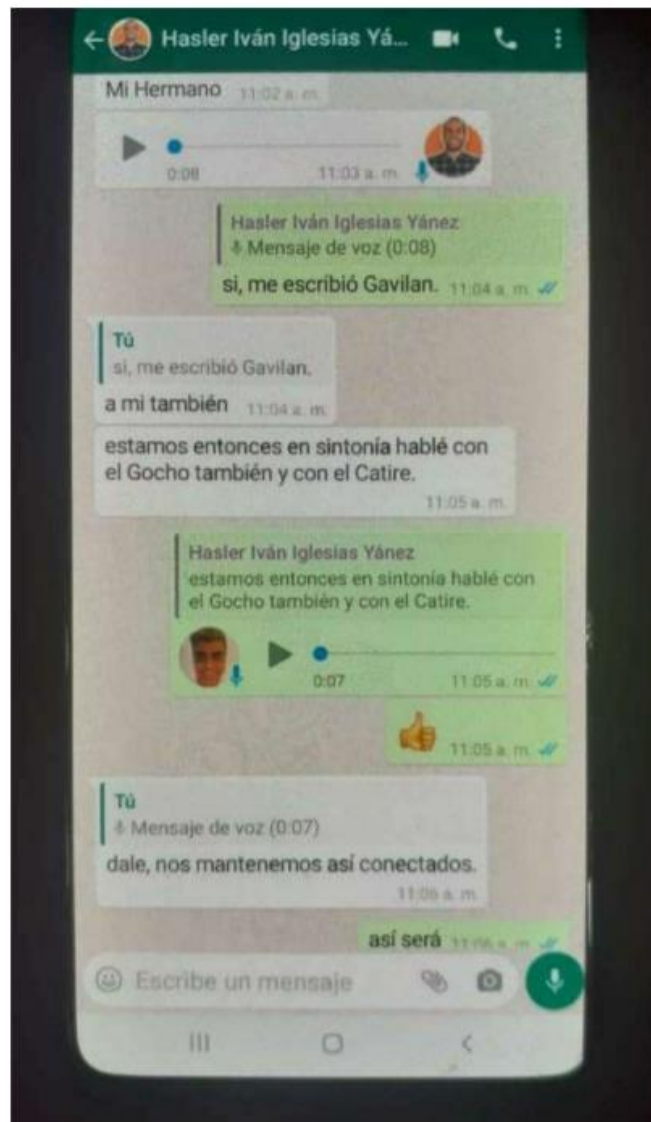 Hasler Iván Iglesias Yá...
Mi Hermano 11:02 a. m.
0:08 11:03 a. m.
Hasler Iván Iglesias Yánez
Mensaje de voz (0:08)
si, me escribió Gavilan. 11:04 a. m.
Tú
si, me escribió Gavilan.
a mi también 11:04 a. m.
estamos entonces en sintonía hablé con
el Gocho también y con el Catire.
11:05 a. m.
Hasler Iván Iglesias Yánez
estamos entonces en sintonía hablé con
el Gocho también y con el Catire.
0:07 11:05 a. m.
11:05 a. m.
Tú
Mensaje de voz (0:07)
dale, nos mantenemos así conectados.
11:06 a. m.
así será 11:06 a. m.
Escribe un mensaje